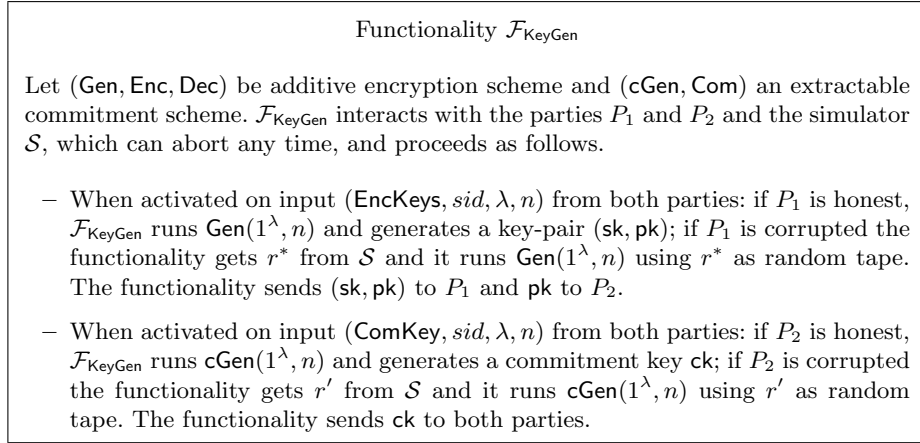 Functionality 𝓕KeyGen
Let (Gen, Enc, Dec) be additive encryption scheme and (cGen, Com) an extractable
commitment scheme. 𝓕KeyGen interacts with the parties P1 and P2 and the simulator
𝒮, which can abort any time, and proceeds as follows.
– When activated on input (EncKeys, sid, λ, n) from both parties: if P1 is honest,
𝓕KeyGen runs Gen(1^λ, n) and generates a key-pair (sk, pk); if P1 is corrupted the
functionality gets r* from 𝒮 and it runs Gen(1^λ, n) using r* as random tape.
The functionality sends (sk, pk) to P1 and pk to P2.
– When activated on input (ComKey, sid, λ, n) from both parties: if P2 is honest,
𝓕KeyGen runs cGen(1^λ, n) and generates a commitment key ck; if P2 is corrupted
the functionality gets r′ from 𝒮 and it runs cGen(1^λ, n) using r′ as random
tape. The functionality sends ck to both parties.